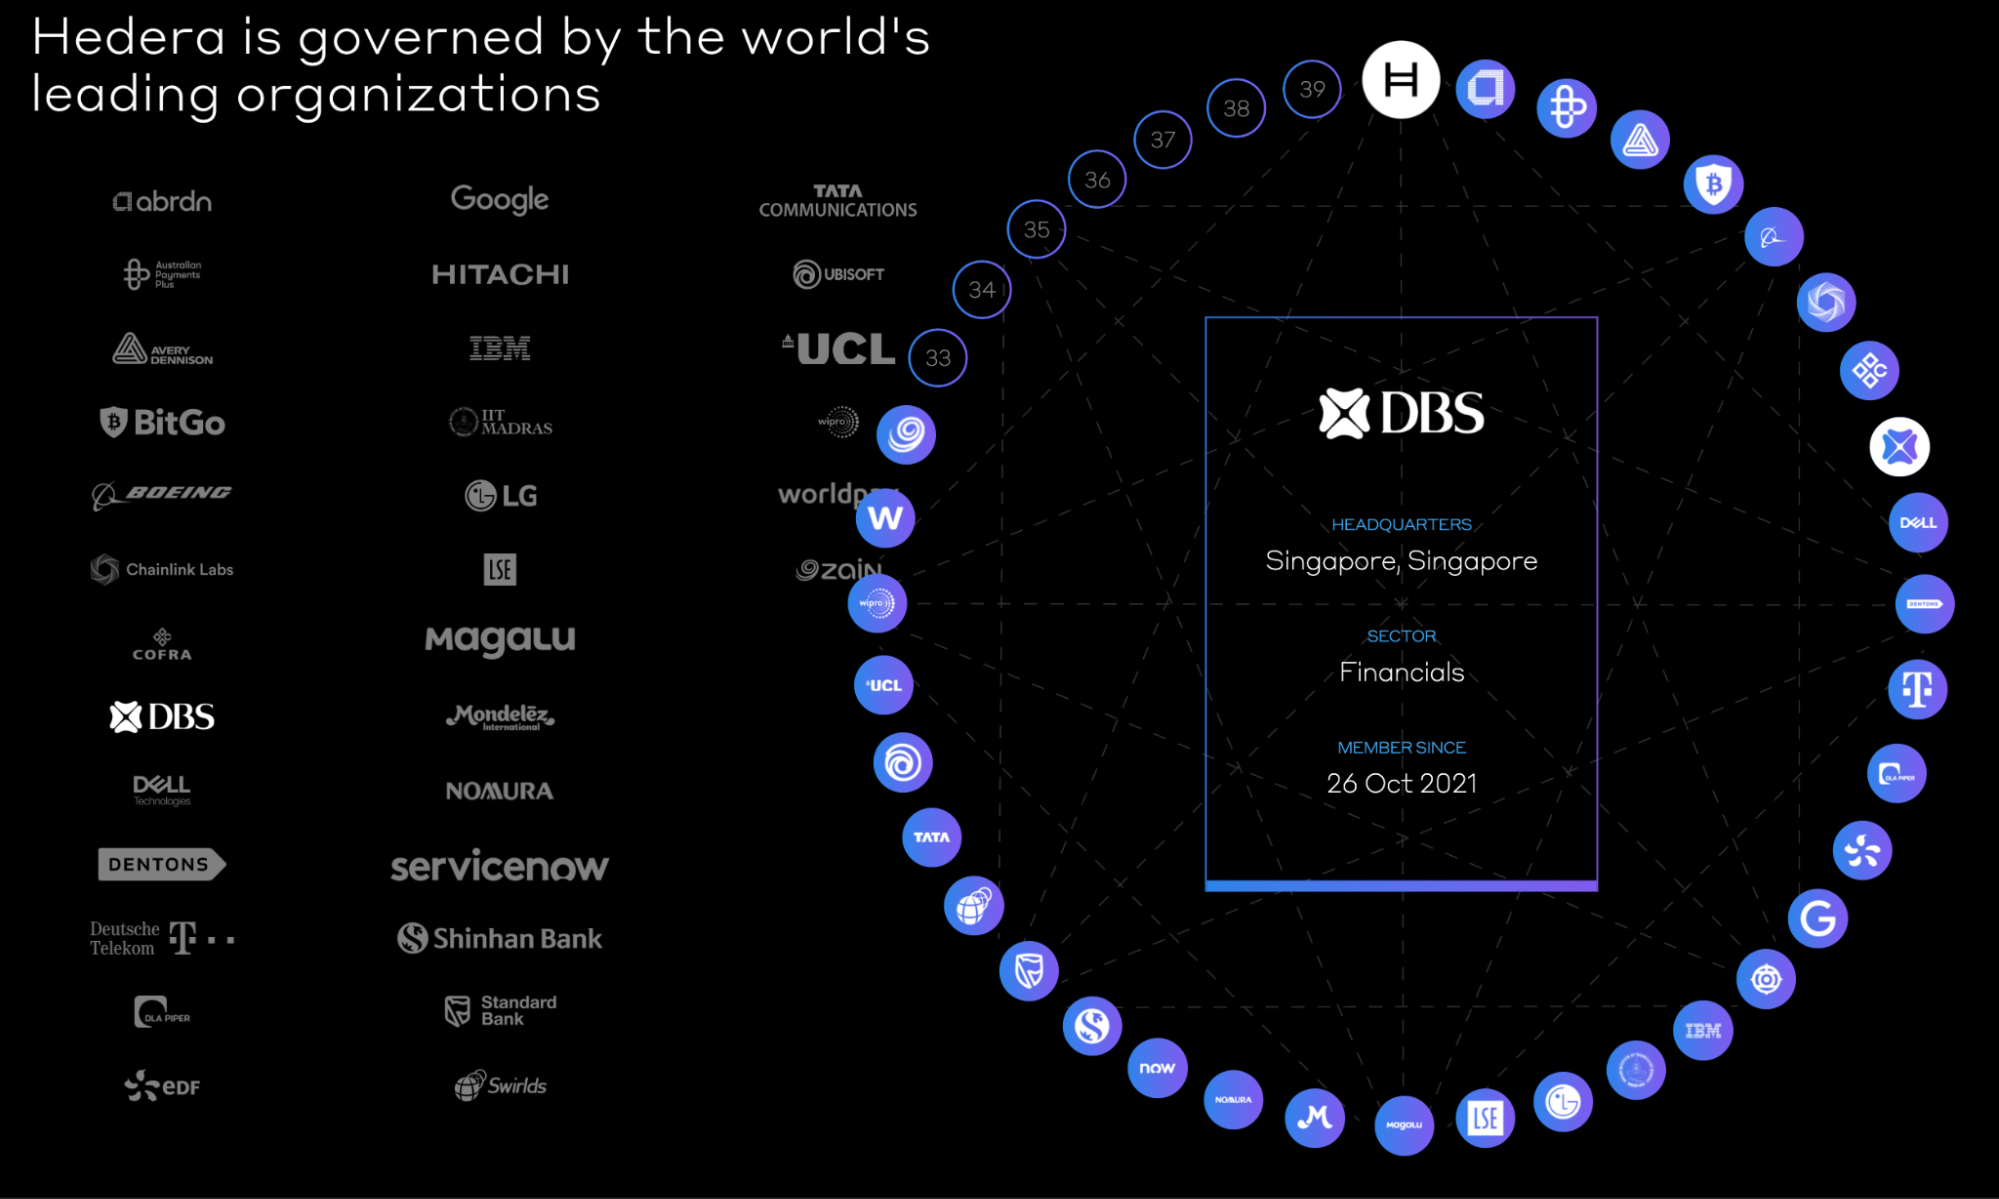 Hedera is governed by the world's
leading organizations
abrdn
Australian
Payments
Plus
AVERY
DENNISON
BitGo
BOEING
Chainlink Labs
COFRA
DBS
DELL
Technologies
DENTONS
Deutsche
Telekom T
DLA PIPER
eDF
Google
HITACHI
IBM
IIT
MADRAS
LG
LSE
Magalu
Mondelēz
International
NOMURA
servicenow
Shinhan Bank
Standard
Bank
Swirlds
TATA
COMMUNICATIONS
UBISOFT
UCL
wipro
worldp
zain
H
39
38
37
36
35
34
33
C
DELL
DENTONS
T
DLA PIPER
G
IBM
LG
LSE
Magalu
M
NOMURA
now
S
TATA
UCL
wipro
W
DBS
HEADQUARTERS
Singapore, Singapore
SECTOR
Financials
MEMBER SINCE
26 Oct 2021